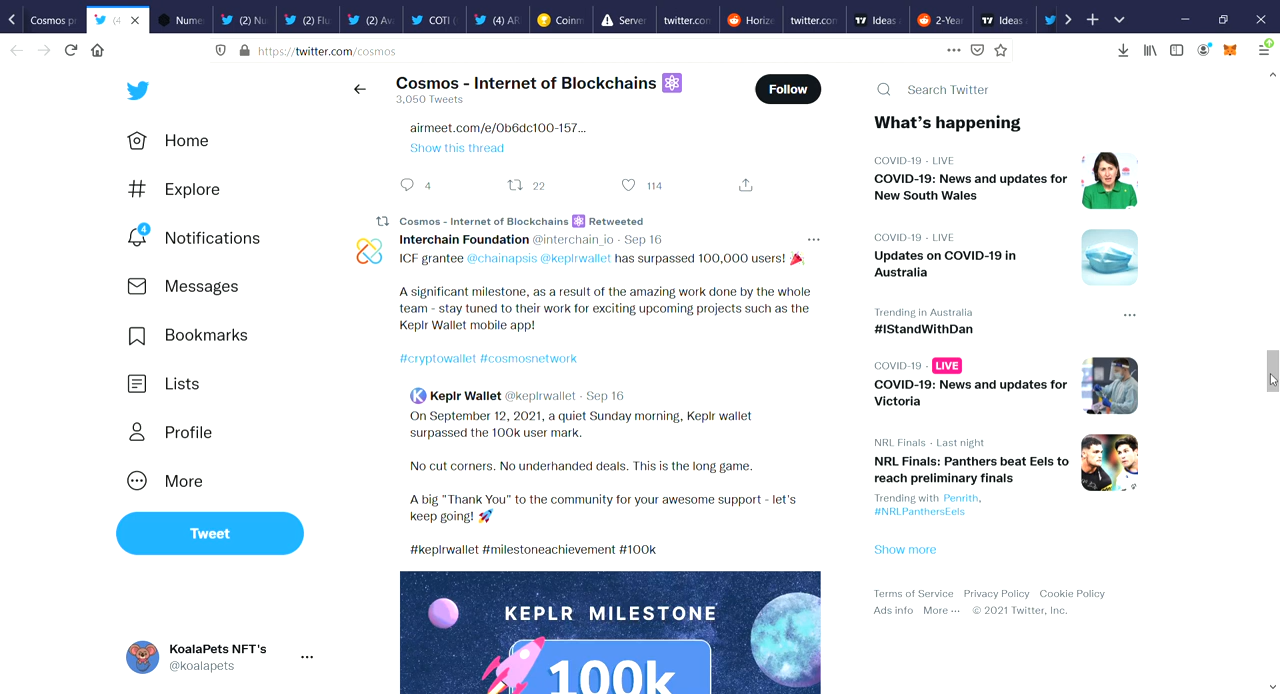 Cosmos pr
(4
Nume
(2) Nu
(2) Flu
(2) Av
COTI (
(4) AR
Coinm
Server
twitter.com
Horize
twitter.com
Ideas a
2-Year
Ideas a
https://twitter.com/cosmos
Home
Explore
4
Notifications
Messages
Bookmarks
Lists
Profile
More
Tweet
KoalaPets NFT's
@koalapets
Cosmos - Internet of Blockchains
3,050 Tweets
Follow
airmeet.com/e/0b6dc100-157...
Show this thread
4 22 114
Cosmos - Internet of Blockchains Retweeted
Interchain Foundation @interchain_io · Sep 16
ICF grantee @chainapsis @keplrwallet has surpassed 100,000 users!
A significant milestone, as a result of the amazing work done by the whole
team - stay tuned to their work for exciting upcoming projects such as the
Keplr Wallet mobile app!
#cryptowallet #cosmosnetwork
Keplr Wallet @keplrwallet · Sep 16
On September 12, 2021, a quiet Sunday morning, Keplr wallet
surpassed the 100k user mark.
No cut corners. No underhanded deals. This is the long game.
A big "Thank You" to the community for your awesome support - let's
keep going!
#keplrwallet #milestoneachievement #100k
KEPLR MILESTONE
100k
Search Twitter
What's happening
COVID-19 · LIVE
COVID-19: News and updates for
New South Wales
COVID-19 · LIVE
Updates on COVID-19 in
Australia
Trending in Australia
#IStandWithDan
COVID-19 · LIVE
COVID-19: News and updates for
Victoria
NRL Finals · Last night
NRL Finals: Panthers beat Eels to
reach preliminary finals
Trending with Penrith,
#NRLPanthersEels
Show more
Terms of Service Privacy Policy Cookie Policy
Ads info More ··· © 2021 Twitter, Inc.